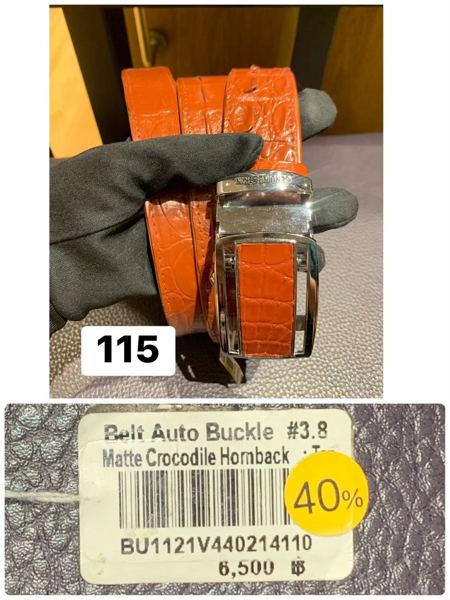 115
Belt Auto Buckle #3.8
Matte Crocodile Hornback :
40%
BU1121V440214110
6,500 ฿